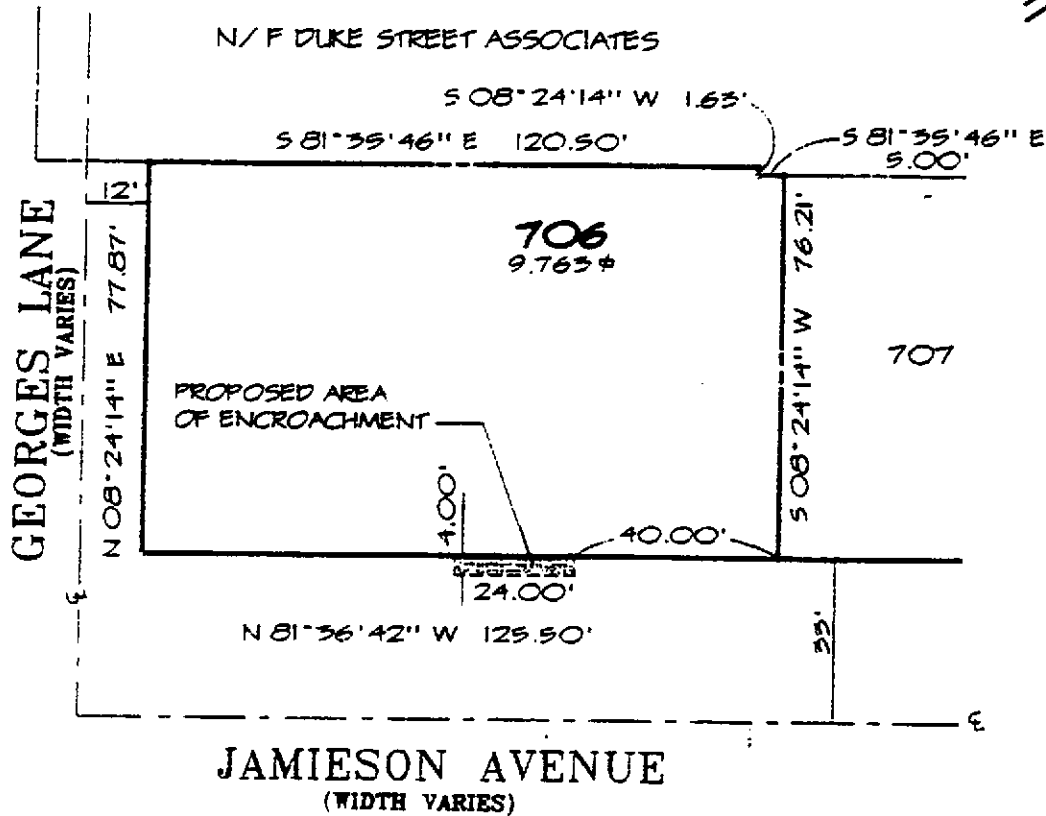 N/F DUKE STREET ASSOCIATES
S 08°24'14" W 1.63'
S 81°35'46" E 120.50'
S 81°35'46" E
5.00'
12'
706
9.763 ⏍
GEORGES LANE
(WIDTH VARIES)
N 08°24'14" E 77.87'
S 08°24'14" W 76.21'
707
PROPOSED AREA
OF ENCROACHMENT
4.00'
40.00'
24.00'
N 81°36'42" W 125.50'
33'
℄
℄
JAMIESON AVENUE
(WIDTH VARIES)